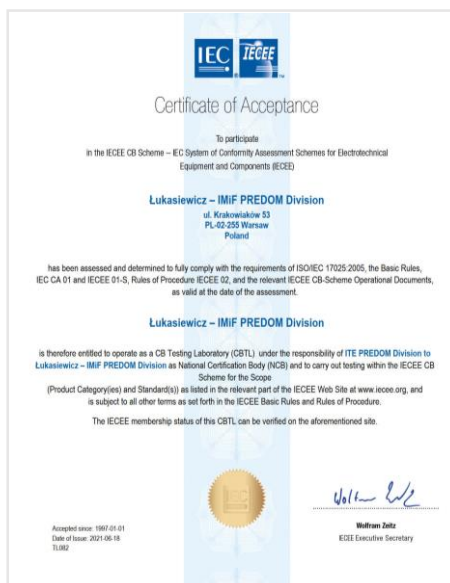 IEC IECEE
Certificate of Acceptance
To participate
in the IECEE CB Scheme – IEC System of Conformity Assessment Schemes for Electrotechnical
Equipment and Components (IECEE)
Łukasiewicz – IMiF PREDOM Division
ul. Krakowiaków 53
PL-02-255 Warsaw
Poland
has been assessed and determined to fully comply with the requirements of ISO/IEC 17025:2005, the Basic Rules,
IEC CA 01 and IECEE 01-S, Rules of Procedure IECEE 02, and the relevant IECEE CB-Scheme Operational Documents,
as valid at the date of the assessment.
Łukasiewicz – IMiF PREDOM Division
is therefore entitled to operate as a CB Testing Laboratory (CBTL) under the responsibility of ITE PREDOM Division to
Łukasiewicz – IMiF PREDOM Division as National Certification Body (NCB) and to carry out testing within the IECEE CB
Scheme for the Scope
(Product Category(ies) and Standard(s)) as listed in the relevant part of the IECEE Web Site at www.iecee.org, and
is subject to all other terms as set forth in the IECEE Basic Rules and Rules of Procedure.
The IECEE membership status of this CBTL can be verified on the aforementioned site.
IEC
Wolfram Zeitz
IECEE Executive Secretary
Accepted since: 1997-01-01
Date of Issue: 2021-06-18
TL082